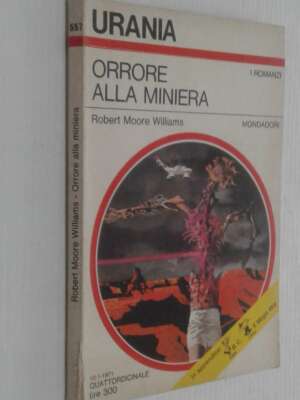 557
Robert Moore Williams - Orrore alla miniera
URANIA
I ROMANZI
ORRORE
ALLA MINIERA
Robert Moore Williams
MONDADORI
1971
QUATTORDICINALE
lire 300